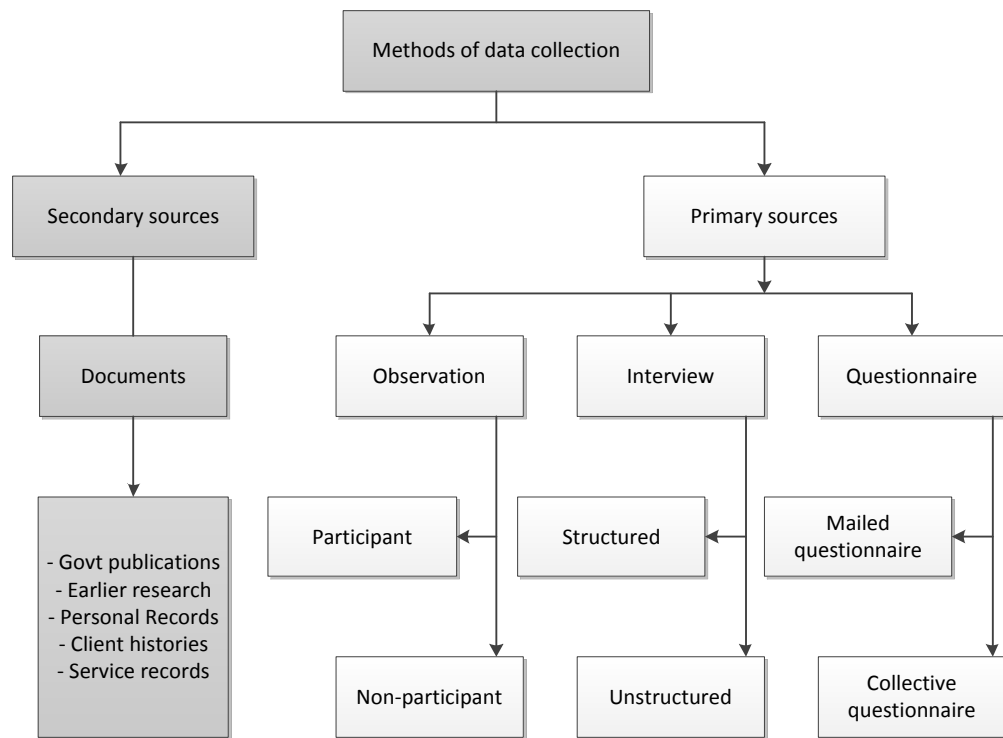 Methods of data collection
Secondary sources
Primary sources
Documents
Observation
Interview
Questionnaire
- Govt publications
- Earlier research
- Personal Records
- Client histories
- Service records
Participant
Structured
Mailed
questionnaire
Non-participant
Unstructured
Collective
questionnaire